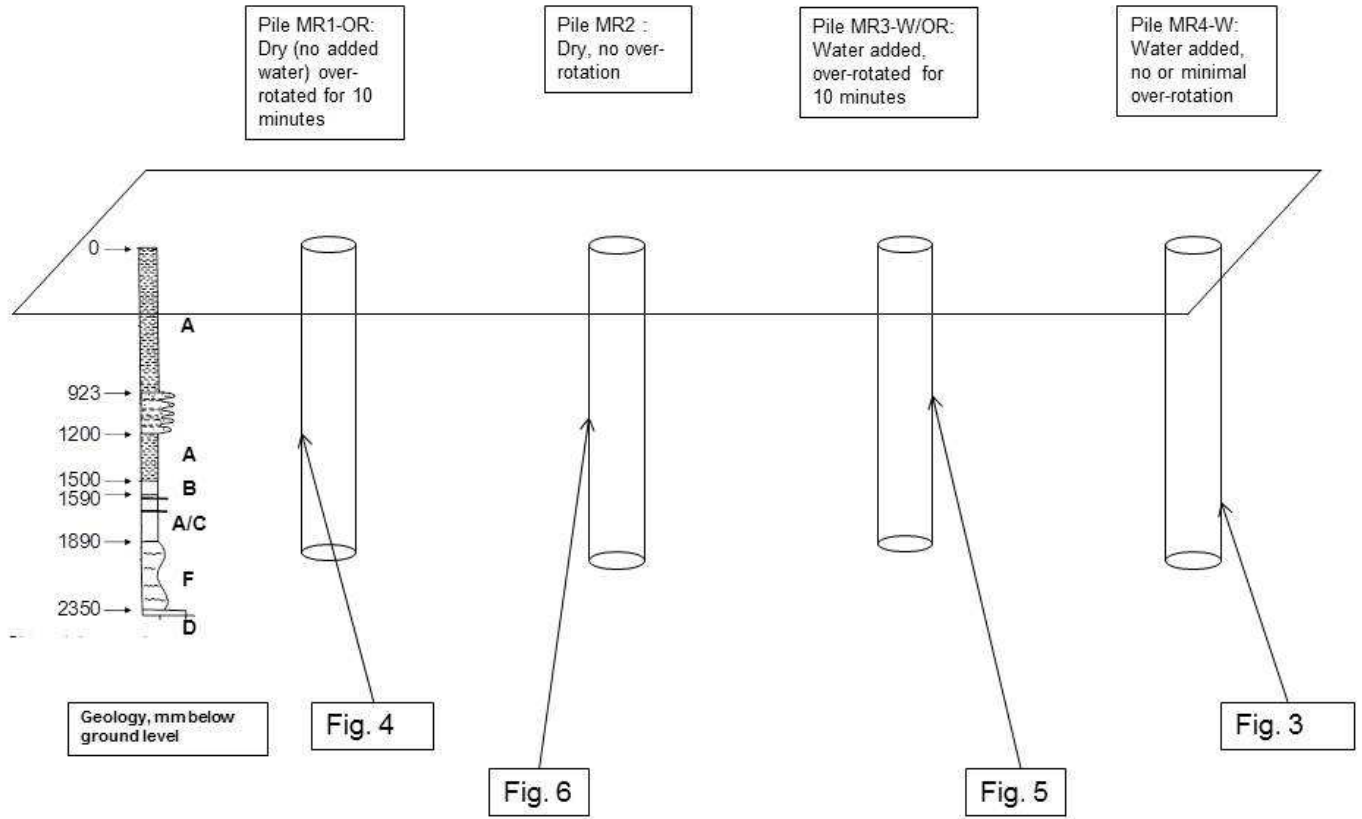 Pile MR1-OR:
Dry (no added
water) over-
rotated for 10
minutes
Pile MR2 :
Dry, no over-
rotation
Pile MR3-W/OR:
Water added,
over-rotated for
10 minutes
Pile MR4-W:
Water added,
no or minimal
over-rotation
0
A
923
1200
A
1500
B
1590
A/C
1890
F
2350
D
Geology, mm below
ground level
Fig. 4
Fig. 3
Fig. 6
Fig. 5